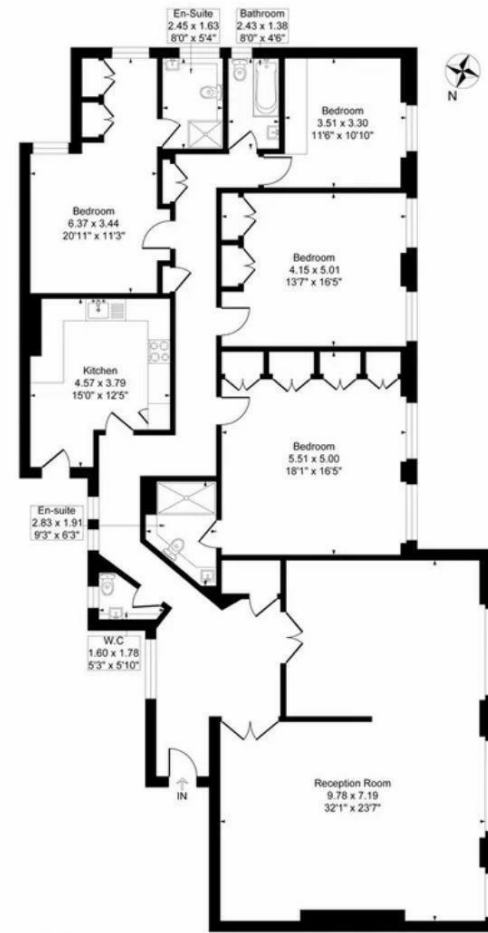 En-Suite
2.45 x 1.63
8'0" x 5'4"
Bathroom
2.43 x 1.38
8'0" x 4'6"
N
Bedroom
3.51 x 3.30
11'6" x 10'10"
Bedroom
6.37 x 3.44
20'11" x 11'3"
Bedroom
4.15 x 5.01
13'7" x 16'5"
Kitchen
4.57 x 3.79
15'0" x 12'5"
Bedroom
5.51 x 5.00
18'1" x 16'5"
En-suite
2.83 x 1.91
9'3" x 6'3"
W.C
1.60 x 1.78
5'3" x 5'10"
IN
Reception Room
9.78 x 7.19
32'1" x 23'7"